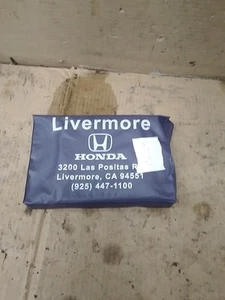 Livermore
HONDA
3200 Las Positas
Livermore, CA 94551
(925) 447-1100